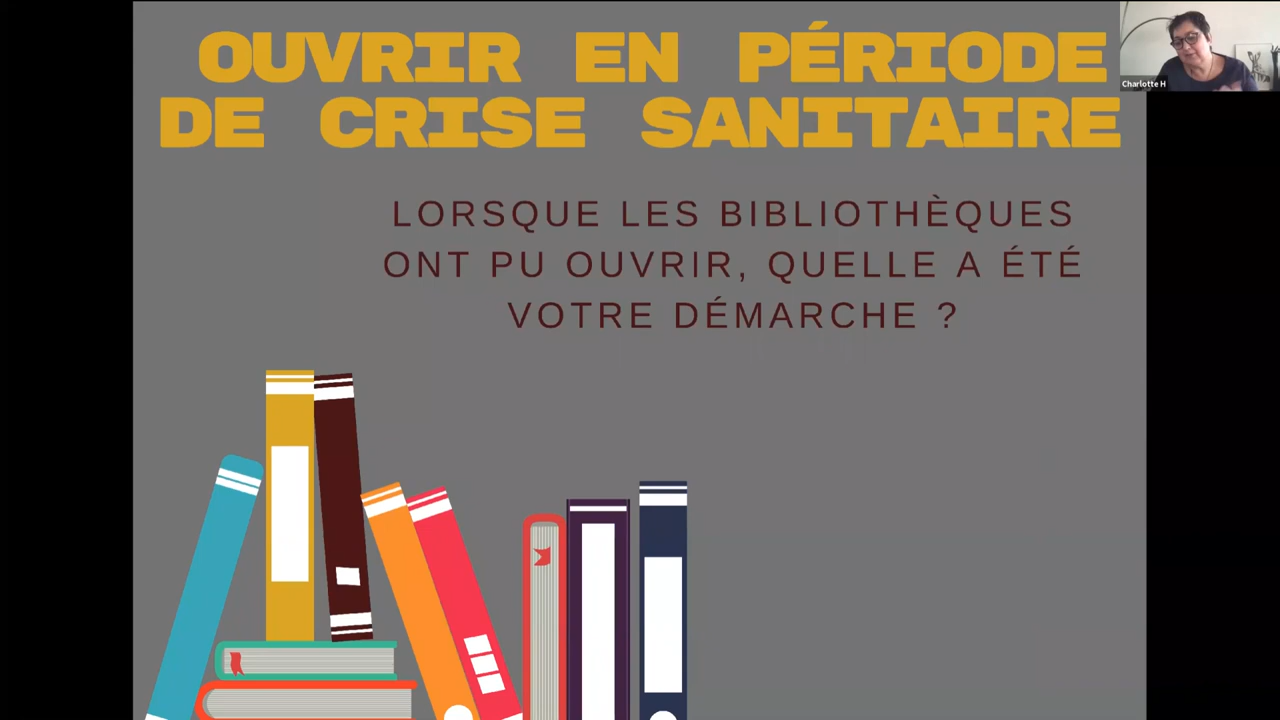 OUVRIR EN PÉRIODE
DE CRISE SANITAIRE
Charlotte H
LORSQUE LES BIBLIOTHÈQUES
ONT PU OUVRIR, QUELLE A ÉTÉ
VOTRE DÉMARCHE ?